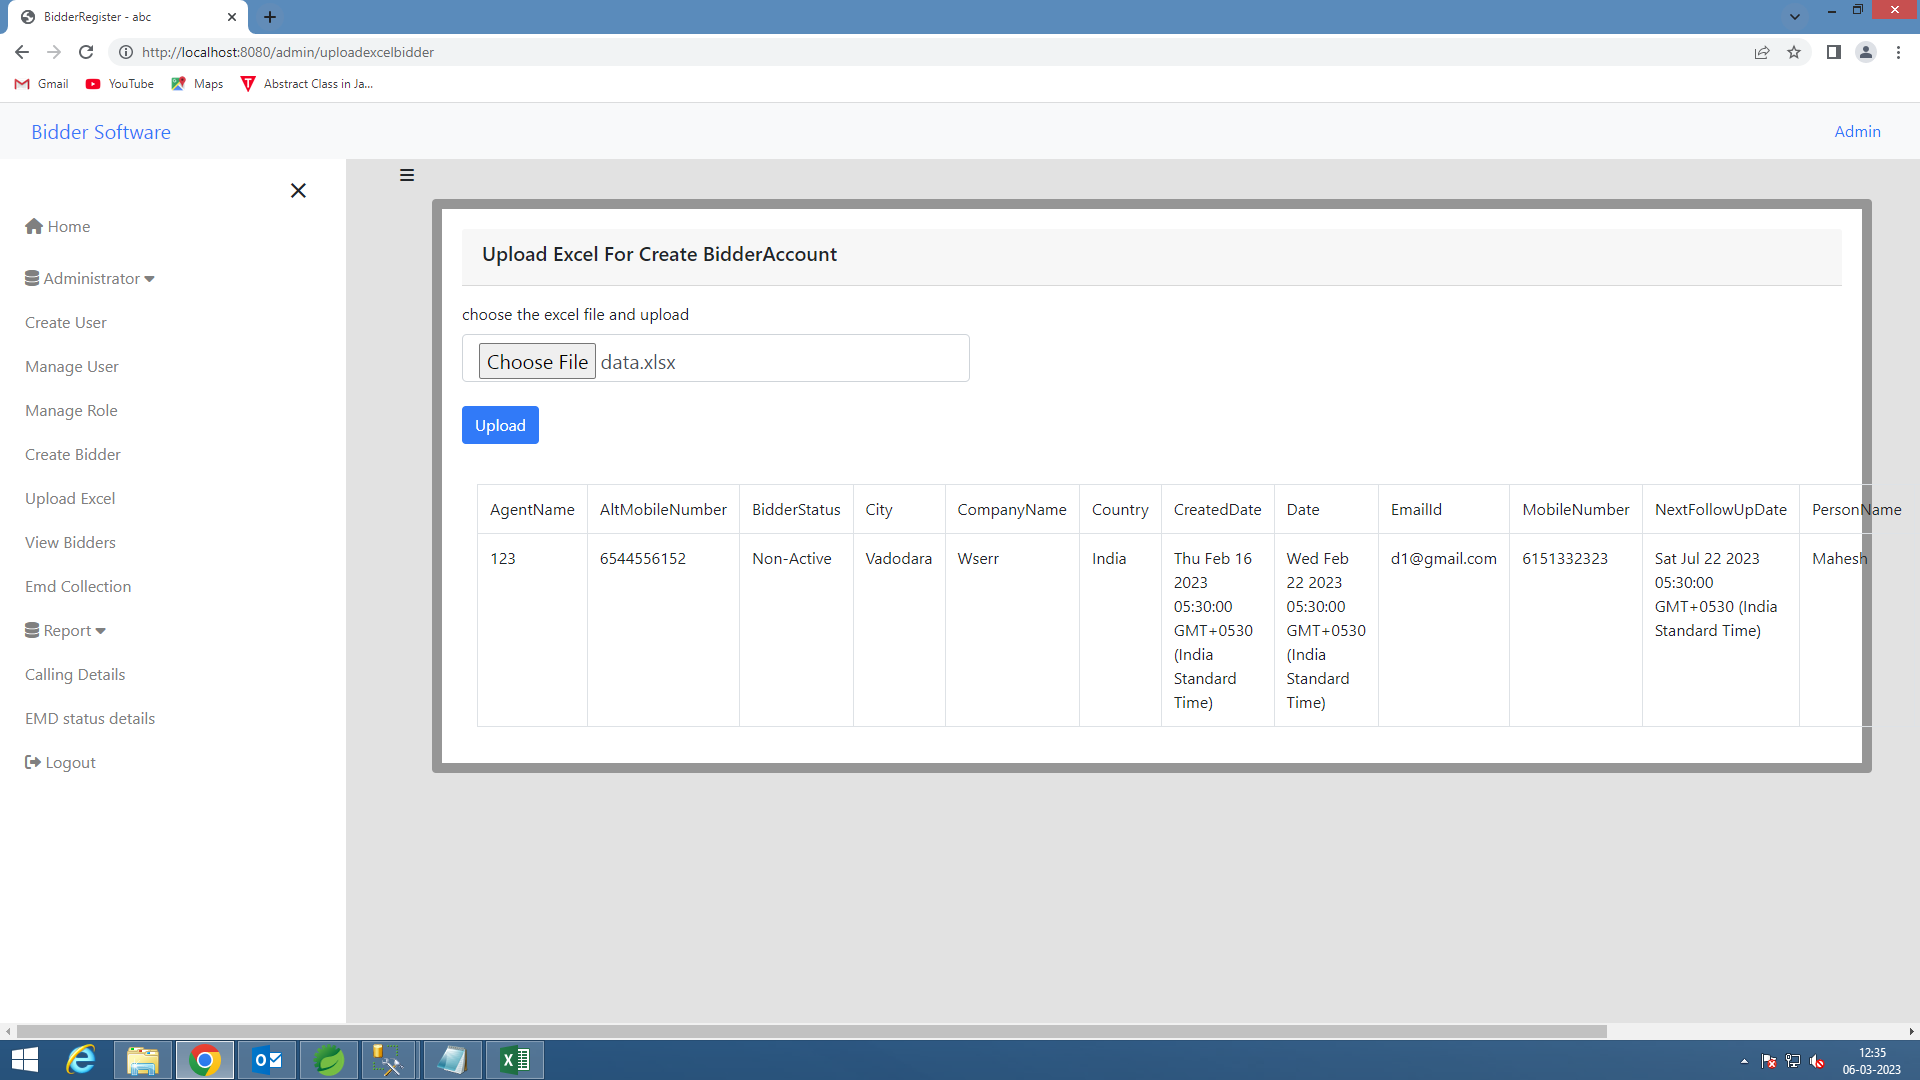 BidderRegister - abc
http://localhost:8080/admin/uploadexcelbidder
Gmail
YouTube
Maps
Abstract Class in Ja...
Bidder Software
Admin
Home
Administrator
Create User
Manage User
Manage Role
Create Bidder
Upload Excel
View Bidders
Emd Collection
Report
Calling Details
EMD status details
Logout
Upload Excel For Create BidderAccount
choose the excel file and upload
Choose File data.xlsx
Upload
AgentName AltMobileNumber BidderStatus City CompanyName Country CreatedDate Date EmailId MobileNumber NextFollowUpDate PersonName
123
6544556152
Non-Active
Vadodara
Wserr
India
Thu Feb 16
2023
05:30:00
GMT+0530
(India
Standard
Time)
Wed Feb
22 2023
05:30:00
GMT+0530
(India
Standard
Time)
d1@gmail.com
6151332323
Sat Jul 22 2023
05:30:00
GMT+0530 (India
Standard Time)
Mahesh
12:35
06-03-2023